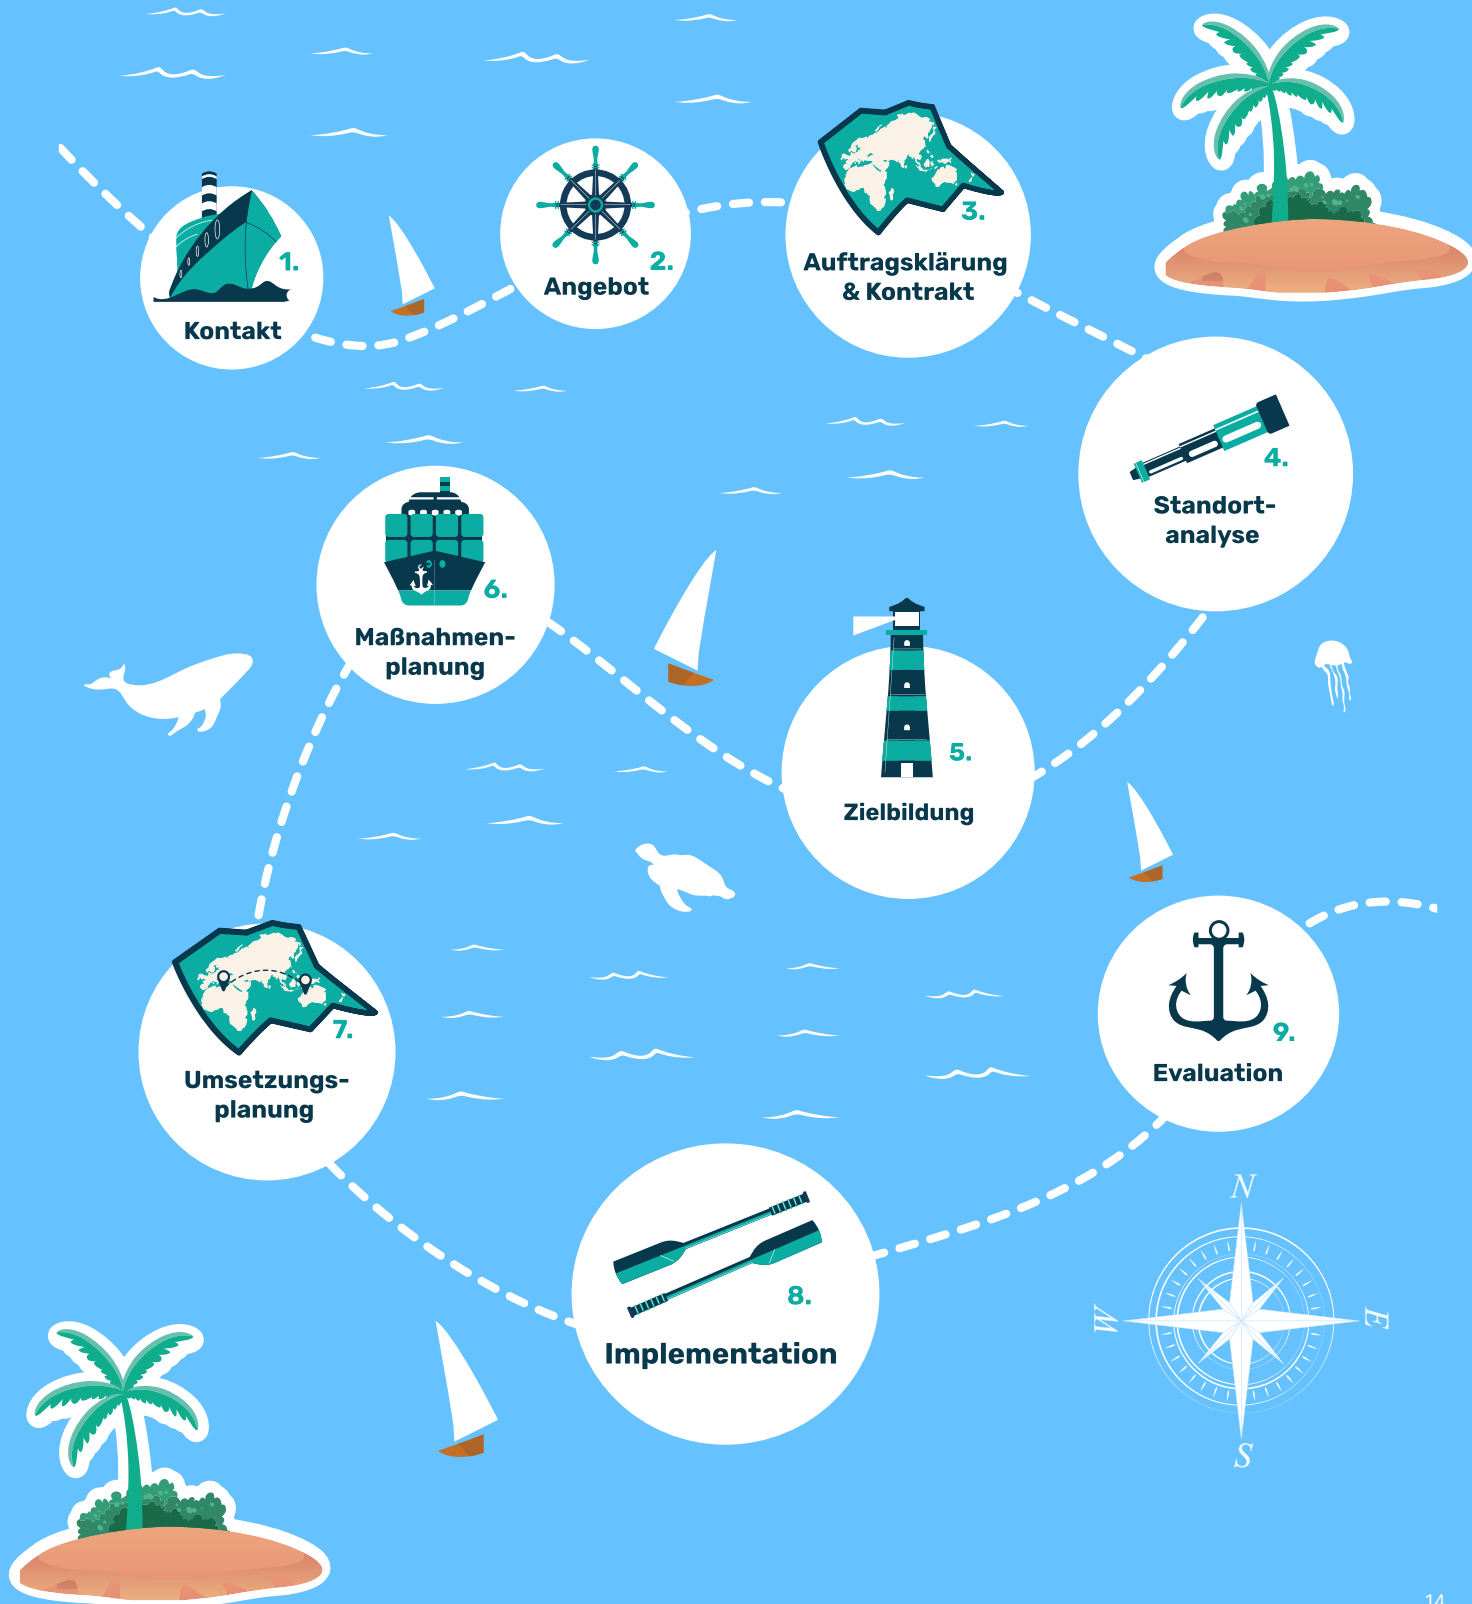 1.
Kontakt
2.
Angebot
3.
Auftragsklärung
& Kontrakt
4.
Standort-
analyse
5.
Zielbildung
6.
Maßnahmen-
planung
7.
Umsetzungs-
planung
8.
Implementation
9.
Evaluation
N
W
E
S
14